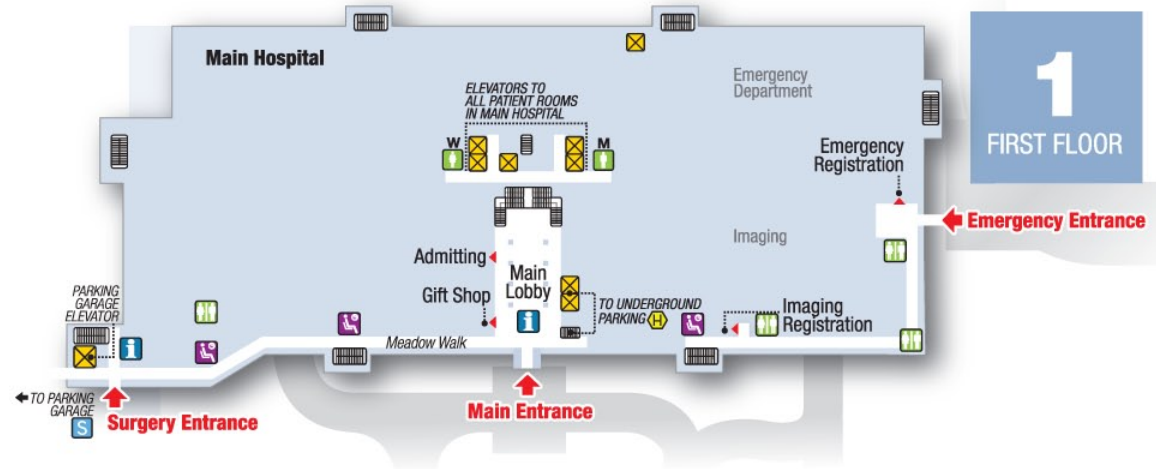 Main Hospital
ELEVATORS TO
ALL PATIENT ROOMS
IN MAIN HOSPITAL
W
M
Emergency
Department
1
FIRST FLOOR
Emergency
Registration
Emergency Entrance
Imaging
Admitting
Gift Shop
Main
Lobby
i
TO UNDERGROUND
PARKING
H
Imaging
Registration
PARKING
GARAGE
ELEVATOR
i
Meadow Walk
TO PARKING
GARAGE
S
Surgery Entrance
Main Entrance